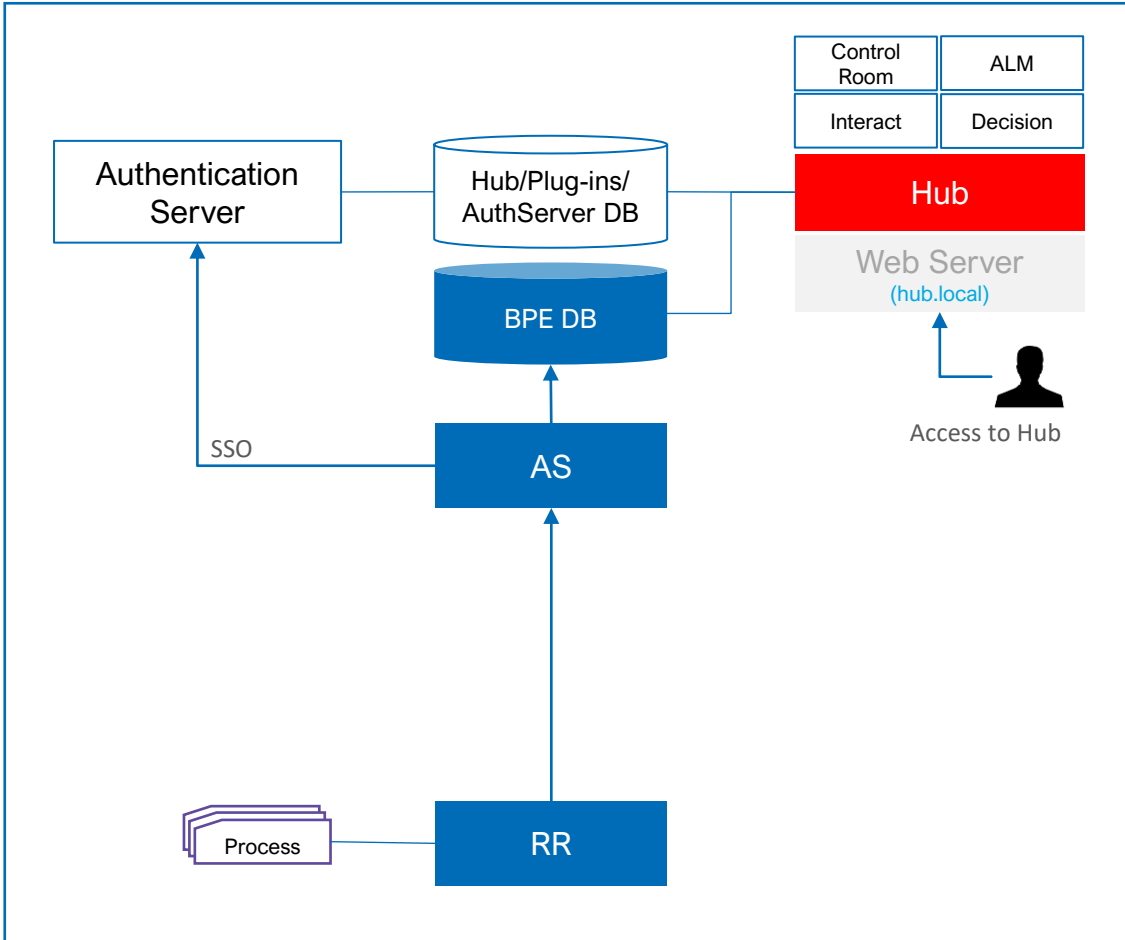 Control
Room
ALM
Interact
Decision
Authentication
Server
Hub/Plug-ins/
AuthServer DB
Hub
Web Server
(hub.local)
BPE DB
Access to Hub
SSO
AS
Process
RR